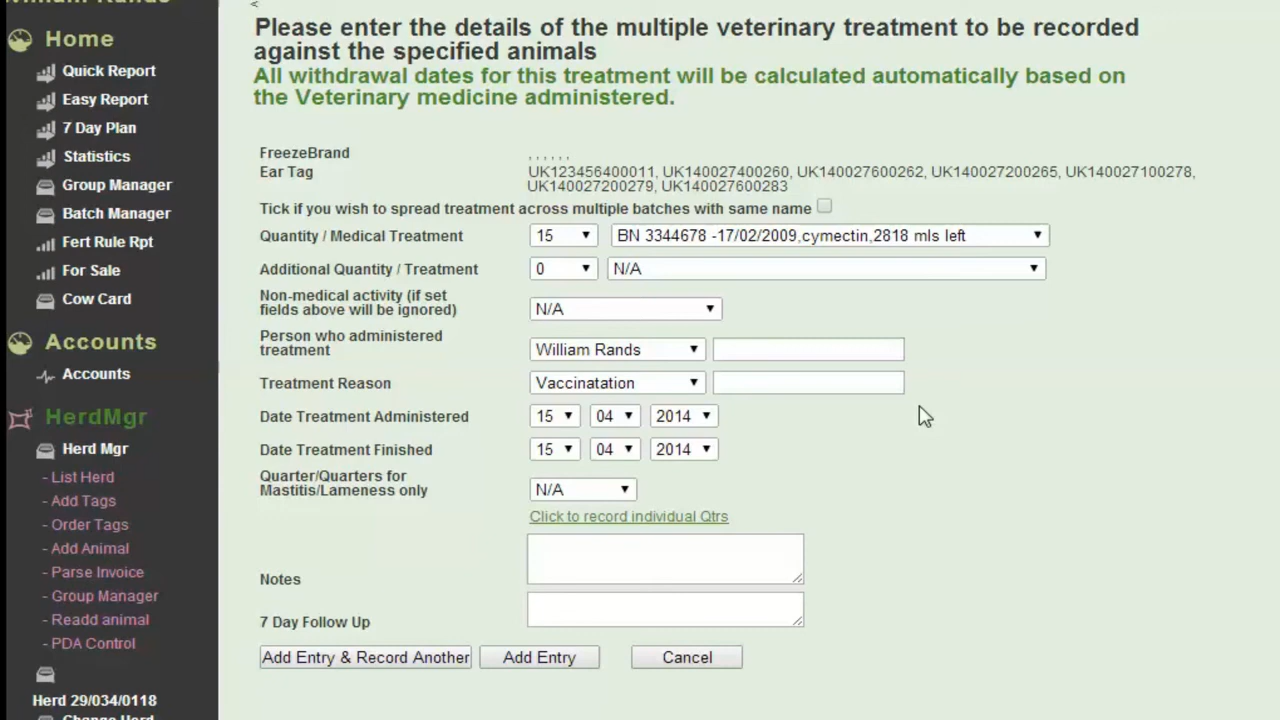 William Rands
Home
Quick Report
Easy Report
7 Day Plan
Statistics
Group Manager
Batch Manager
Fert Rule Rpt
For Sale
Cow Card
Accounts
Accounts
HerdMgr
Herd Mgr
- List Herd
- Add Tags
- Order Tags
- Add Animal
- Parse Invoice
- Group Manager
- Readd animal
- PDA Control
Herd 29/034/0118
Change Herd
<
Please enter the details of the multiple veterinary treatment to be recorded
against the specified animals
All withdrawal dates for this treatment will be calculated automatically based on
the Veterinary medicine administered.
FreezeBrand , , , , , ,
Ear Tag UK123456400011, UK140027400260, UK140027600262, UK140027200265, UK140027100278,
UK140027200279, UK140027600283
Tick if you wish to spread treatment across multiple batches with same name
Quantity / Medical Treatment 15 BN 3344678 -17/02/2009,cymectin,2818 mls left
Additional Quantity / Treatment 0 N/A
Non-medical activity (if set
fields above will be ignored) N/A
Person who administered
treatment William Rands
Treatment Reason Vaccinatation
Date Treatment Administered 15 04 2014
Date Treatment Finished 15 04 2014
Quarter/Quarters for
Mastitis/Lameness only N/A
Click to record individual Qtrs
Notes
7 Day Follow Up
Add Entry & Record Another Add Entry Cancel